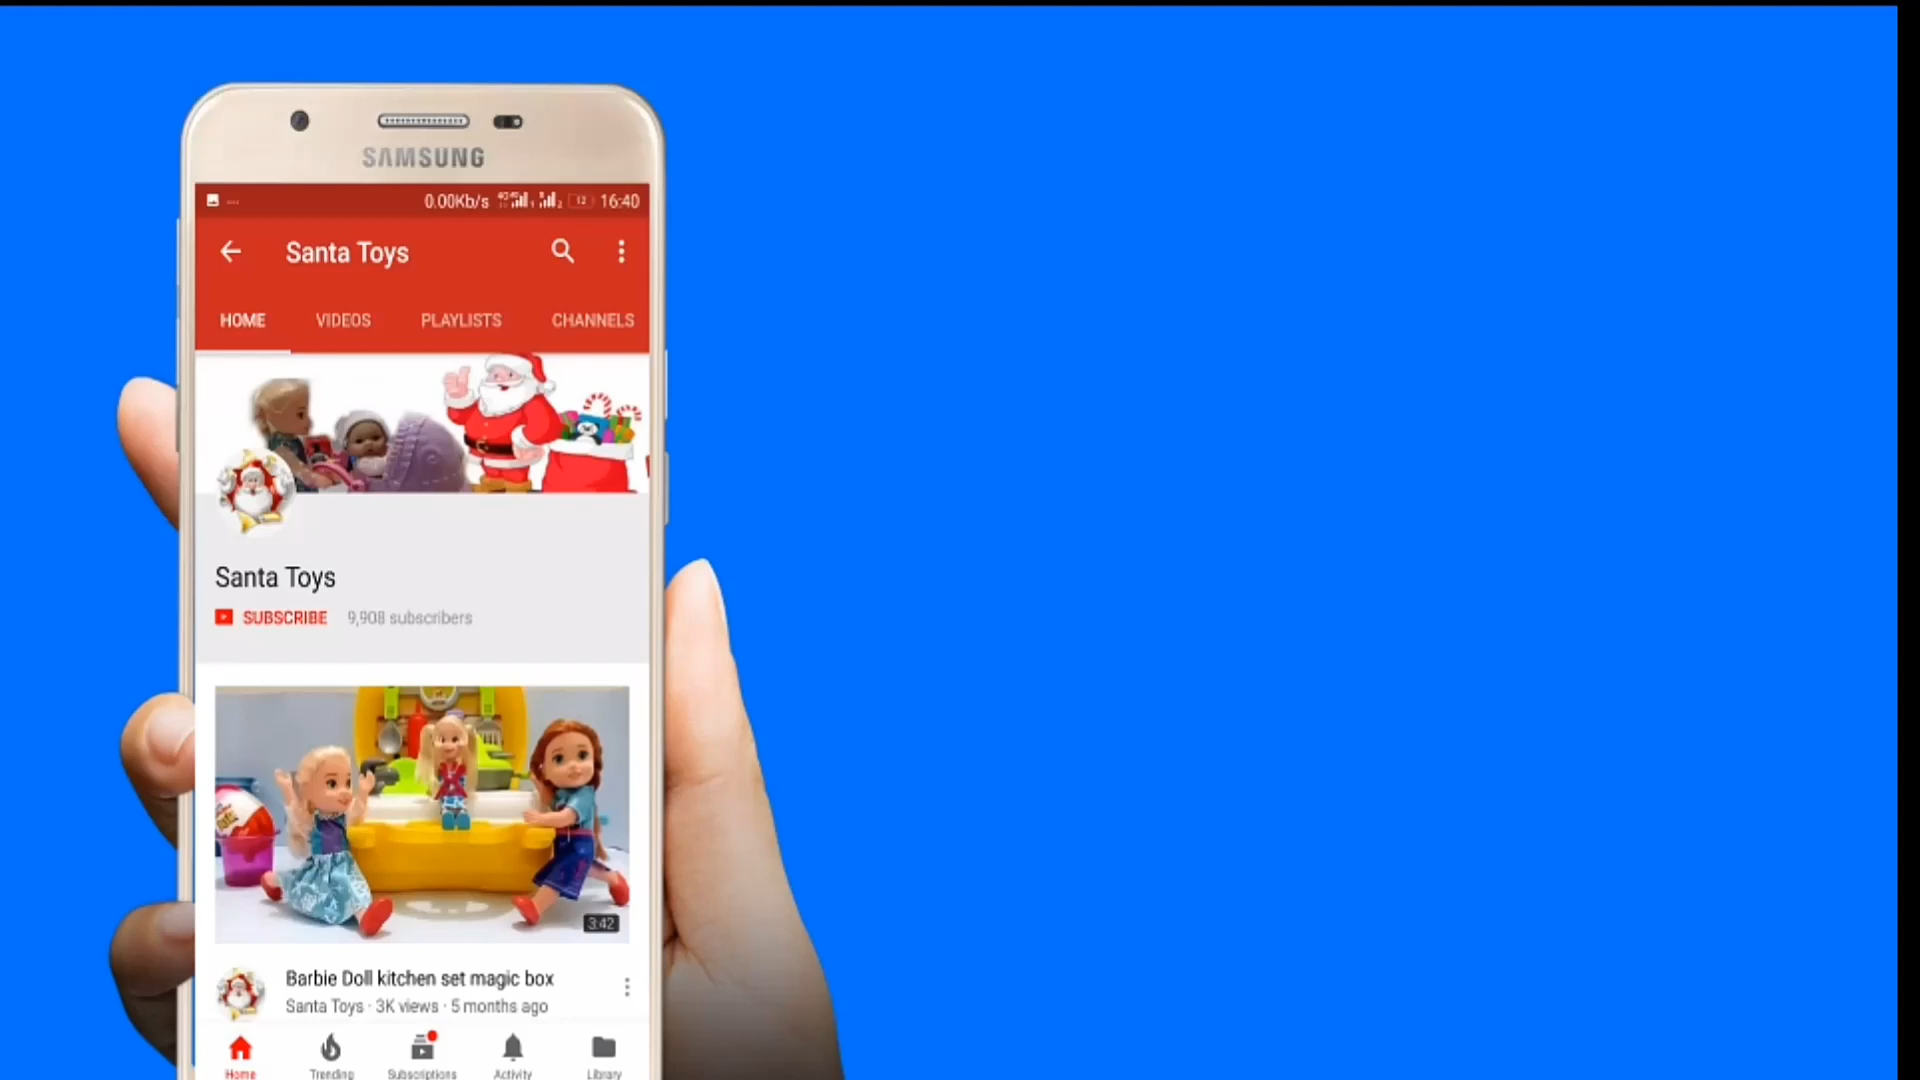 SAMSUNG
0.00Kb/s 12 16:40
Santa Toys
HOME VIDEOS PLAYLISTS CHANNELS
Santa Toys
SUBSCRIBE 9,908 subscribers
3:42
Barbie Doll kitchen set magic box
Santa Toys · 3K views · 5 months ago
Home Trending Subscriptions Activity Library